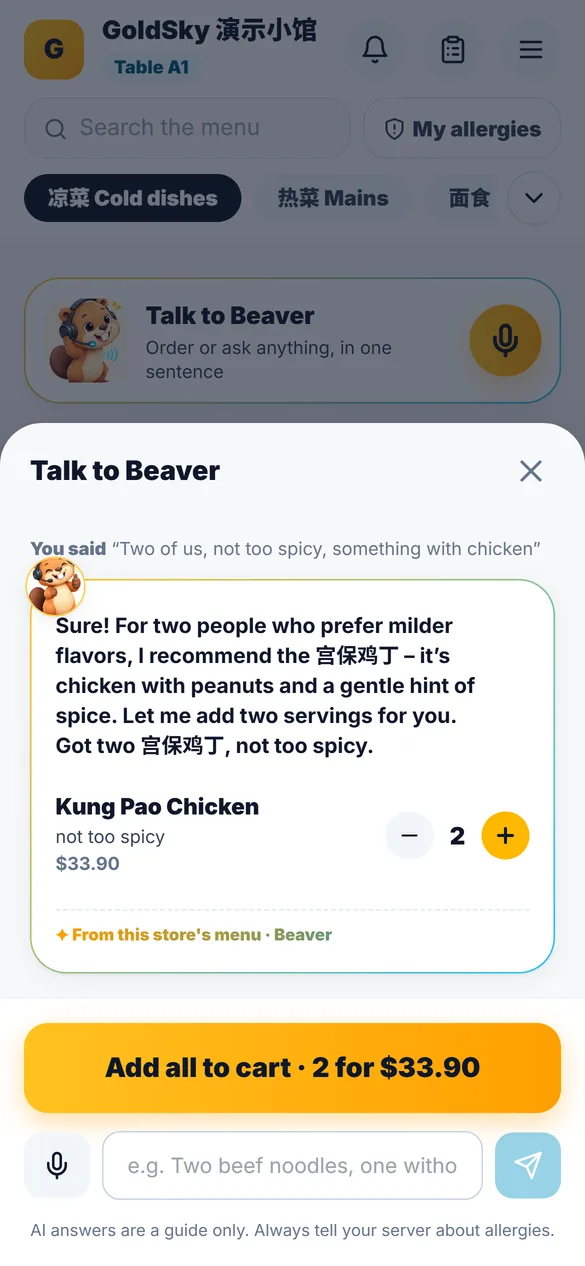 G
GoldSky 演示小馆
Table A1
Search the menu
My allergies
凉菜 Cold dishes
热菜 Mains
面食
Talk to Beaver
Order or ask anything, in one
sentence
Talk to Beaver
You said “Two of us, not too spicy, something with chicken”
Sure! For two people who prefer milder
flavors, I recommend the 宫保鸡丁 – it’s
chicken with peanuts and a gentle hint of
spice. Let me add two servings for you.
Got two 宫保鸡丁, not too spicy.
Kung Pao Chicken
not too spicy
$33.90
2
From this store's menu · Beaver
Add all to cart · 2 for $33.90
e.g. Two beef noodles, one witho
AI answers are a guide only. Always tell your server about allergies.